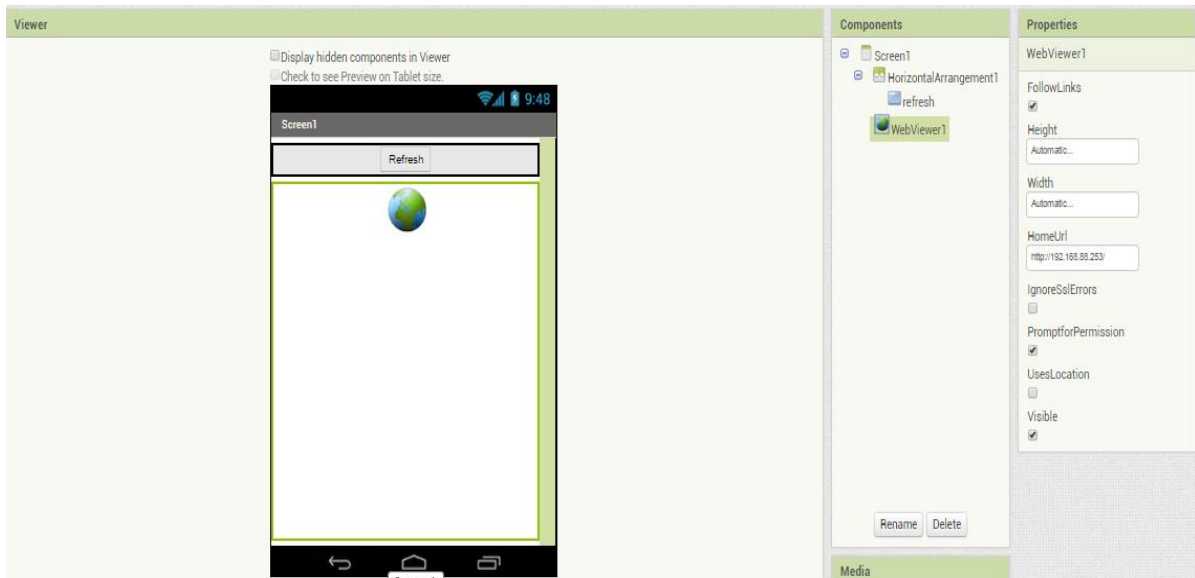 Viewer
Display hidden components in Viewer
Check to see Preview on Tablet size.
9:48
Screen1
Refresh
Components
Screen1
HorizontalArrangement1
refresh
WebViewer1
Rename Delete
Media
Properties
WebViewer1
FollowLinks
Height
Automatic...
Width
Automatic...
HomeUrl
http://192.168.88.253/
IgnoreSslErrors
PromptforPermission
UsesLocation
Visible